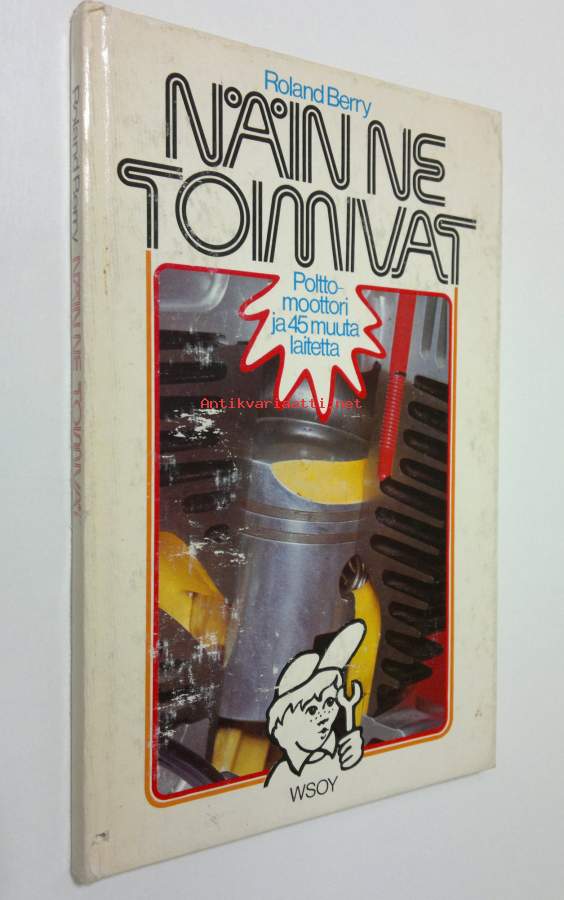 Roland Berry
NÄIN NE
TOIMIVAT
Poltto-
moottori
ja 45 muuta
laitetta
Antikvariaatti.net
WSOY
Roland Berry NÄIN NE TOIMIVAT